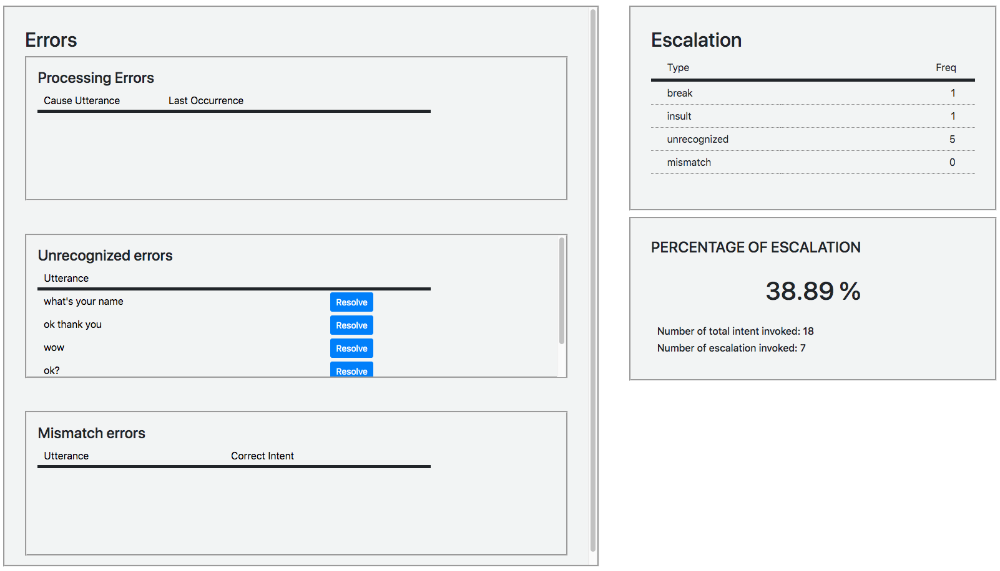 Errors
Processing Errors
Cause Utterance Last Occurrence
Unrecognized errors
Utterance
what's your name Resolve
ok thank you Resolve
wow Resolve
ok? Resolve
Mismatch errors
Utterance Correct Intent
Escalation
Type Freq
break 1
insult 1
unrecognized 5
mismatch 0
PERCENTAGE OF ESCALATION
38.89 %
Number of total intent invoked: 18
Number of escalation invoked: 7